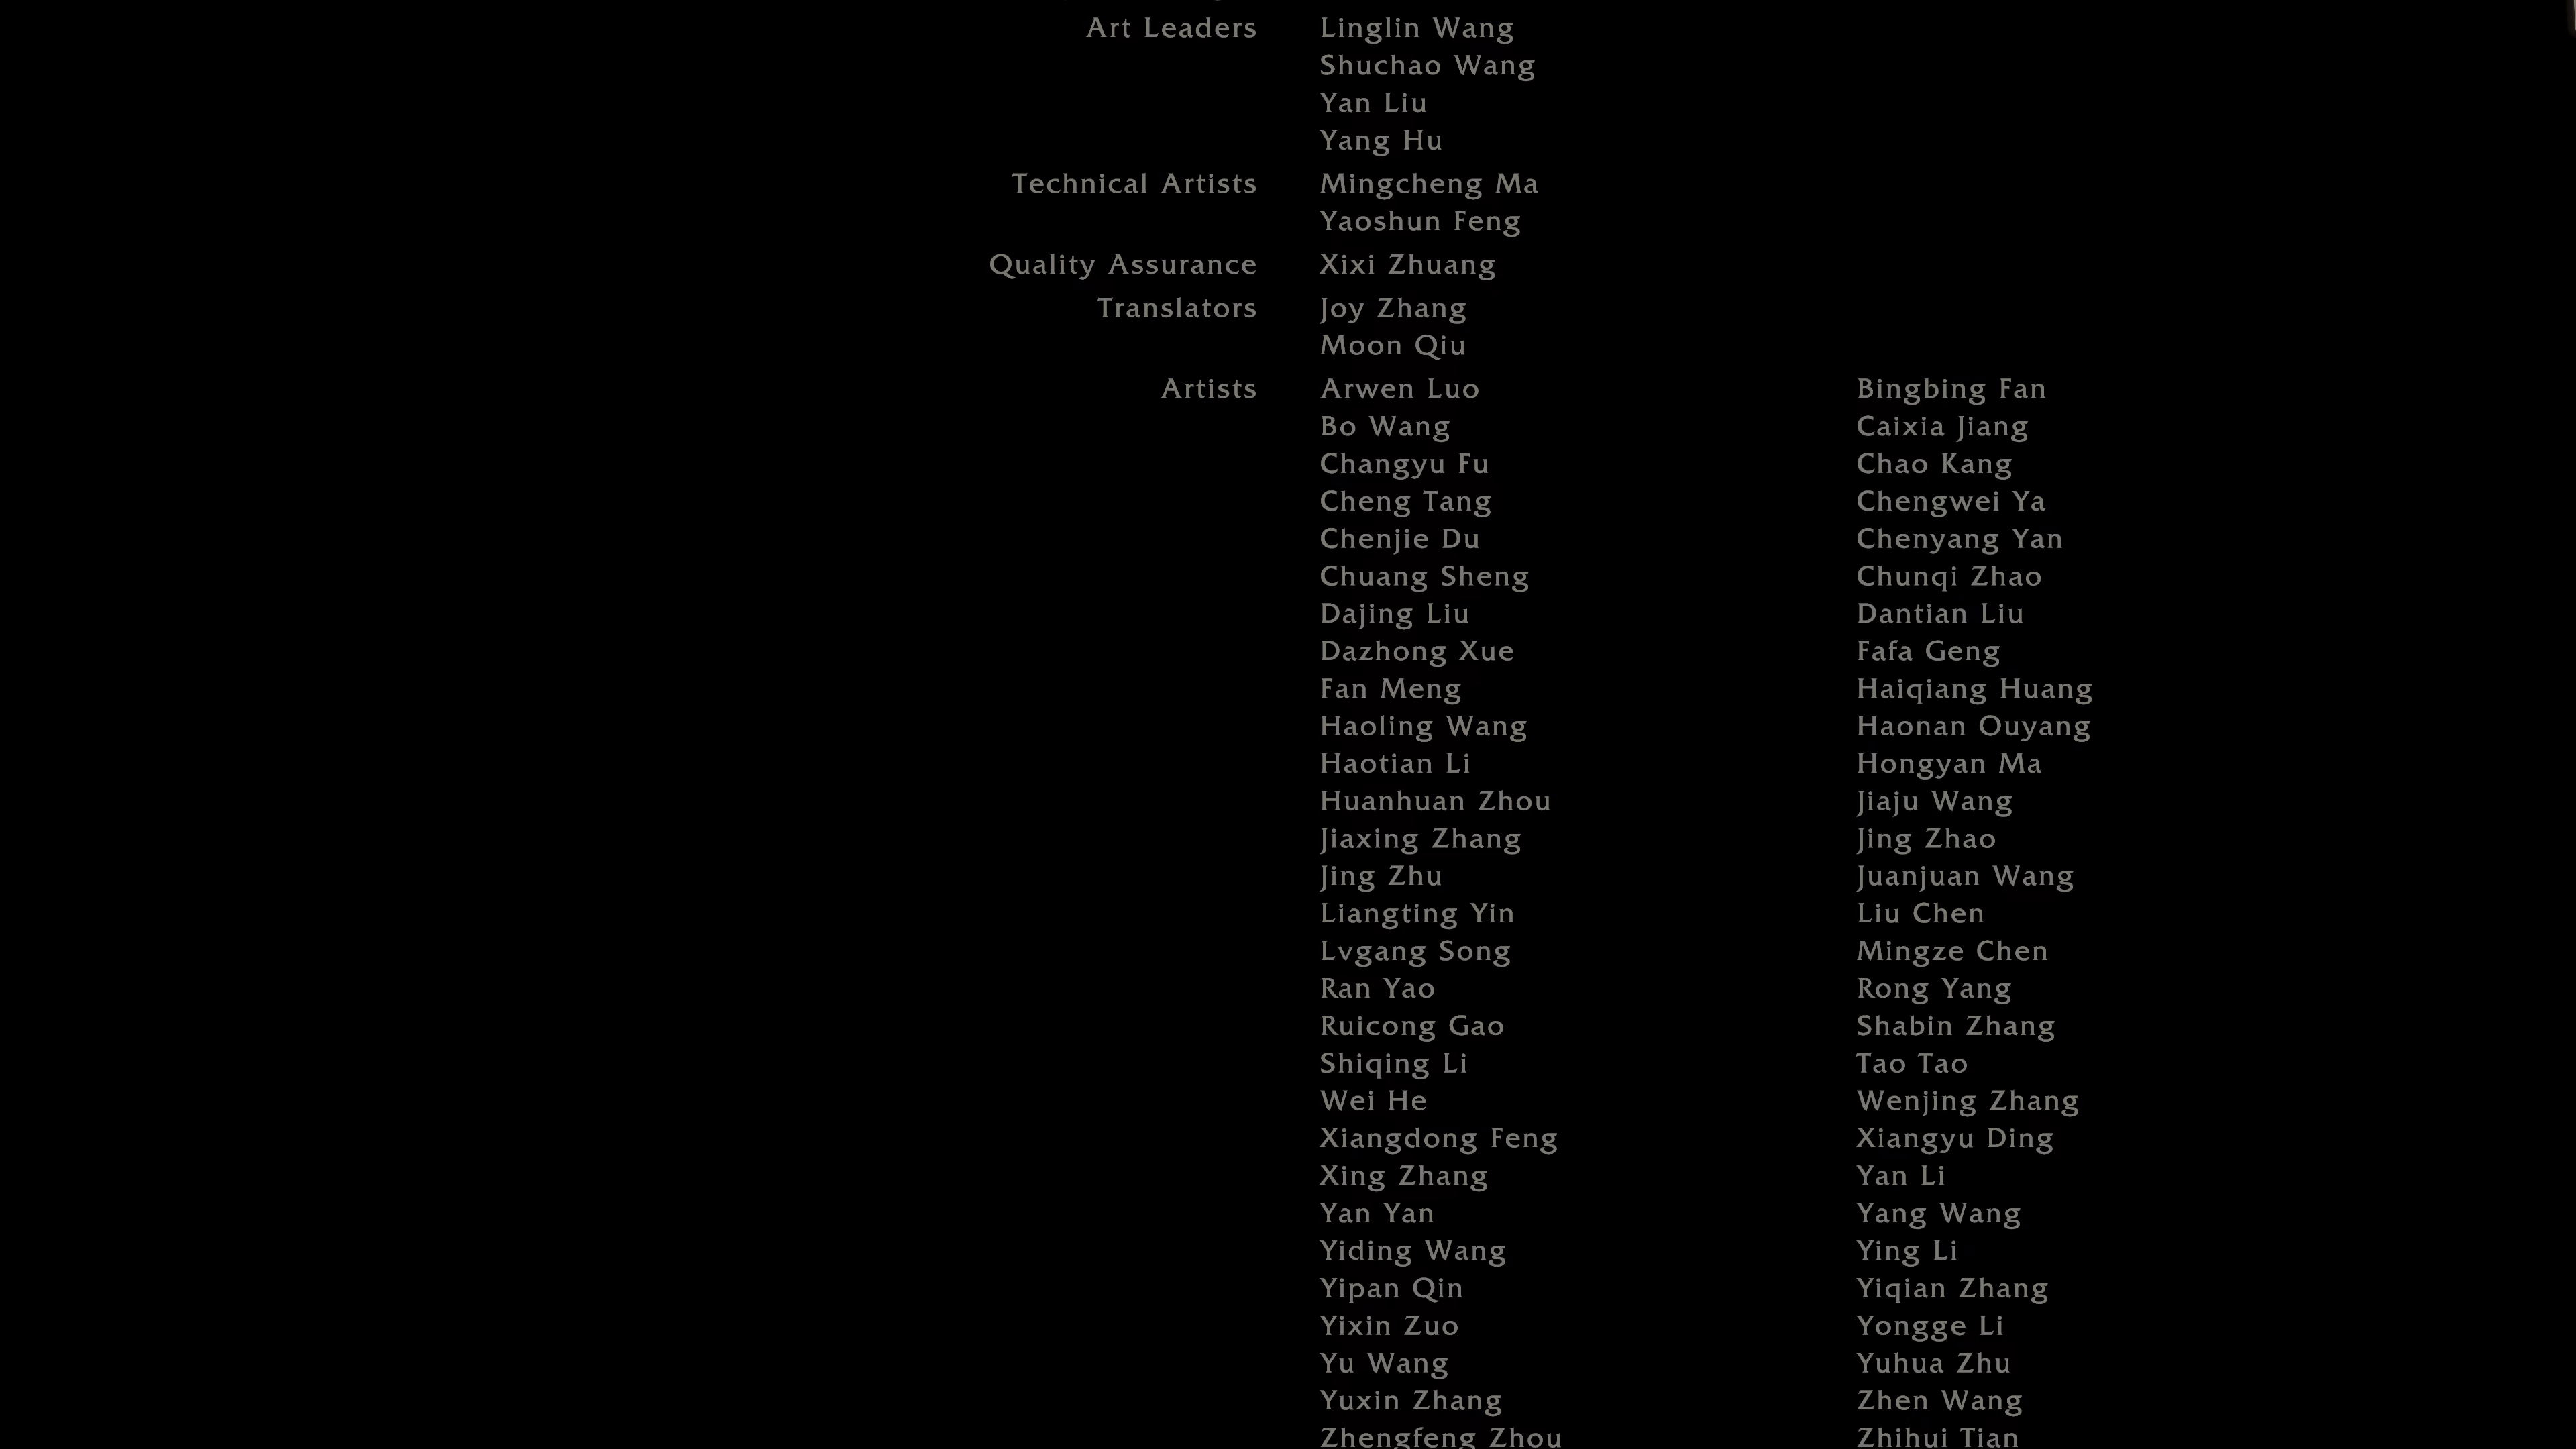 Art Leaders Linglin Wang
Shuchao Wang
Yan Liu
Yang Hu
Technical Artists Mingcheng Ma
Yaoshun Feng
Quality Assurance Xixi Zhuang
Translators Joy Zhang
Moon Qiu
Artists Arwen Luo Bingbing Fan
Bo Wang Caixia Jiang
Changyu Fu Chao Kang
Cheng Tang Chengwei Ya
Chenjie Du Chenyang Yan
Chuang Sheng Chunqi Zhao
Dajing Liu Dantian Liu
Dazhong Xue Fafa Geng
Fan Meng Haiqiang Huang
Haoling Wang Haonan Ouyang
Haotian Li Hongyan Ma
Huanhuan Zhou Jiaju Wang
Jiaxing Zhang Jing Zhao
Jing Zhu Juanjuan Wang
Liangting Yin Liu Chen
Lvgang Song Mingze Chen
Ran Yao Rong Yang
Ruicong Gao Shabin Zhang
Shiqing Li Tao Tao
Wei He Wenjing Zhang
Xiangdong Feng Xiangyu Ding
Xing Zhang Yan Li
Yan Yan Yang Wang
Yiding Wang Ying Li
Yipan Qin Yiqian Zhang
Yixin Zuo Yongge Li
Yu Wang Yuhua Zhu
Yuxin Zhang Zhen Wang
Zhengfeng Zhou Zhihui Tian